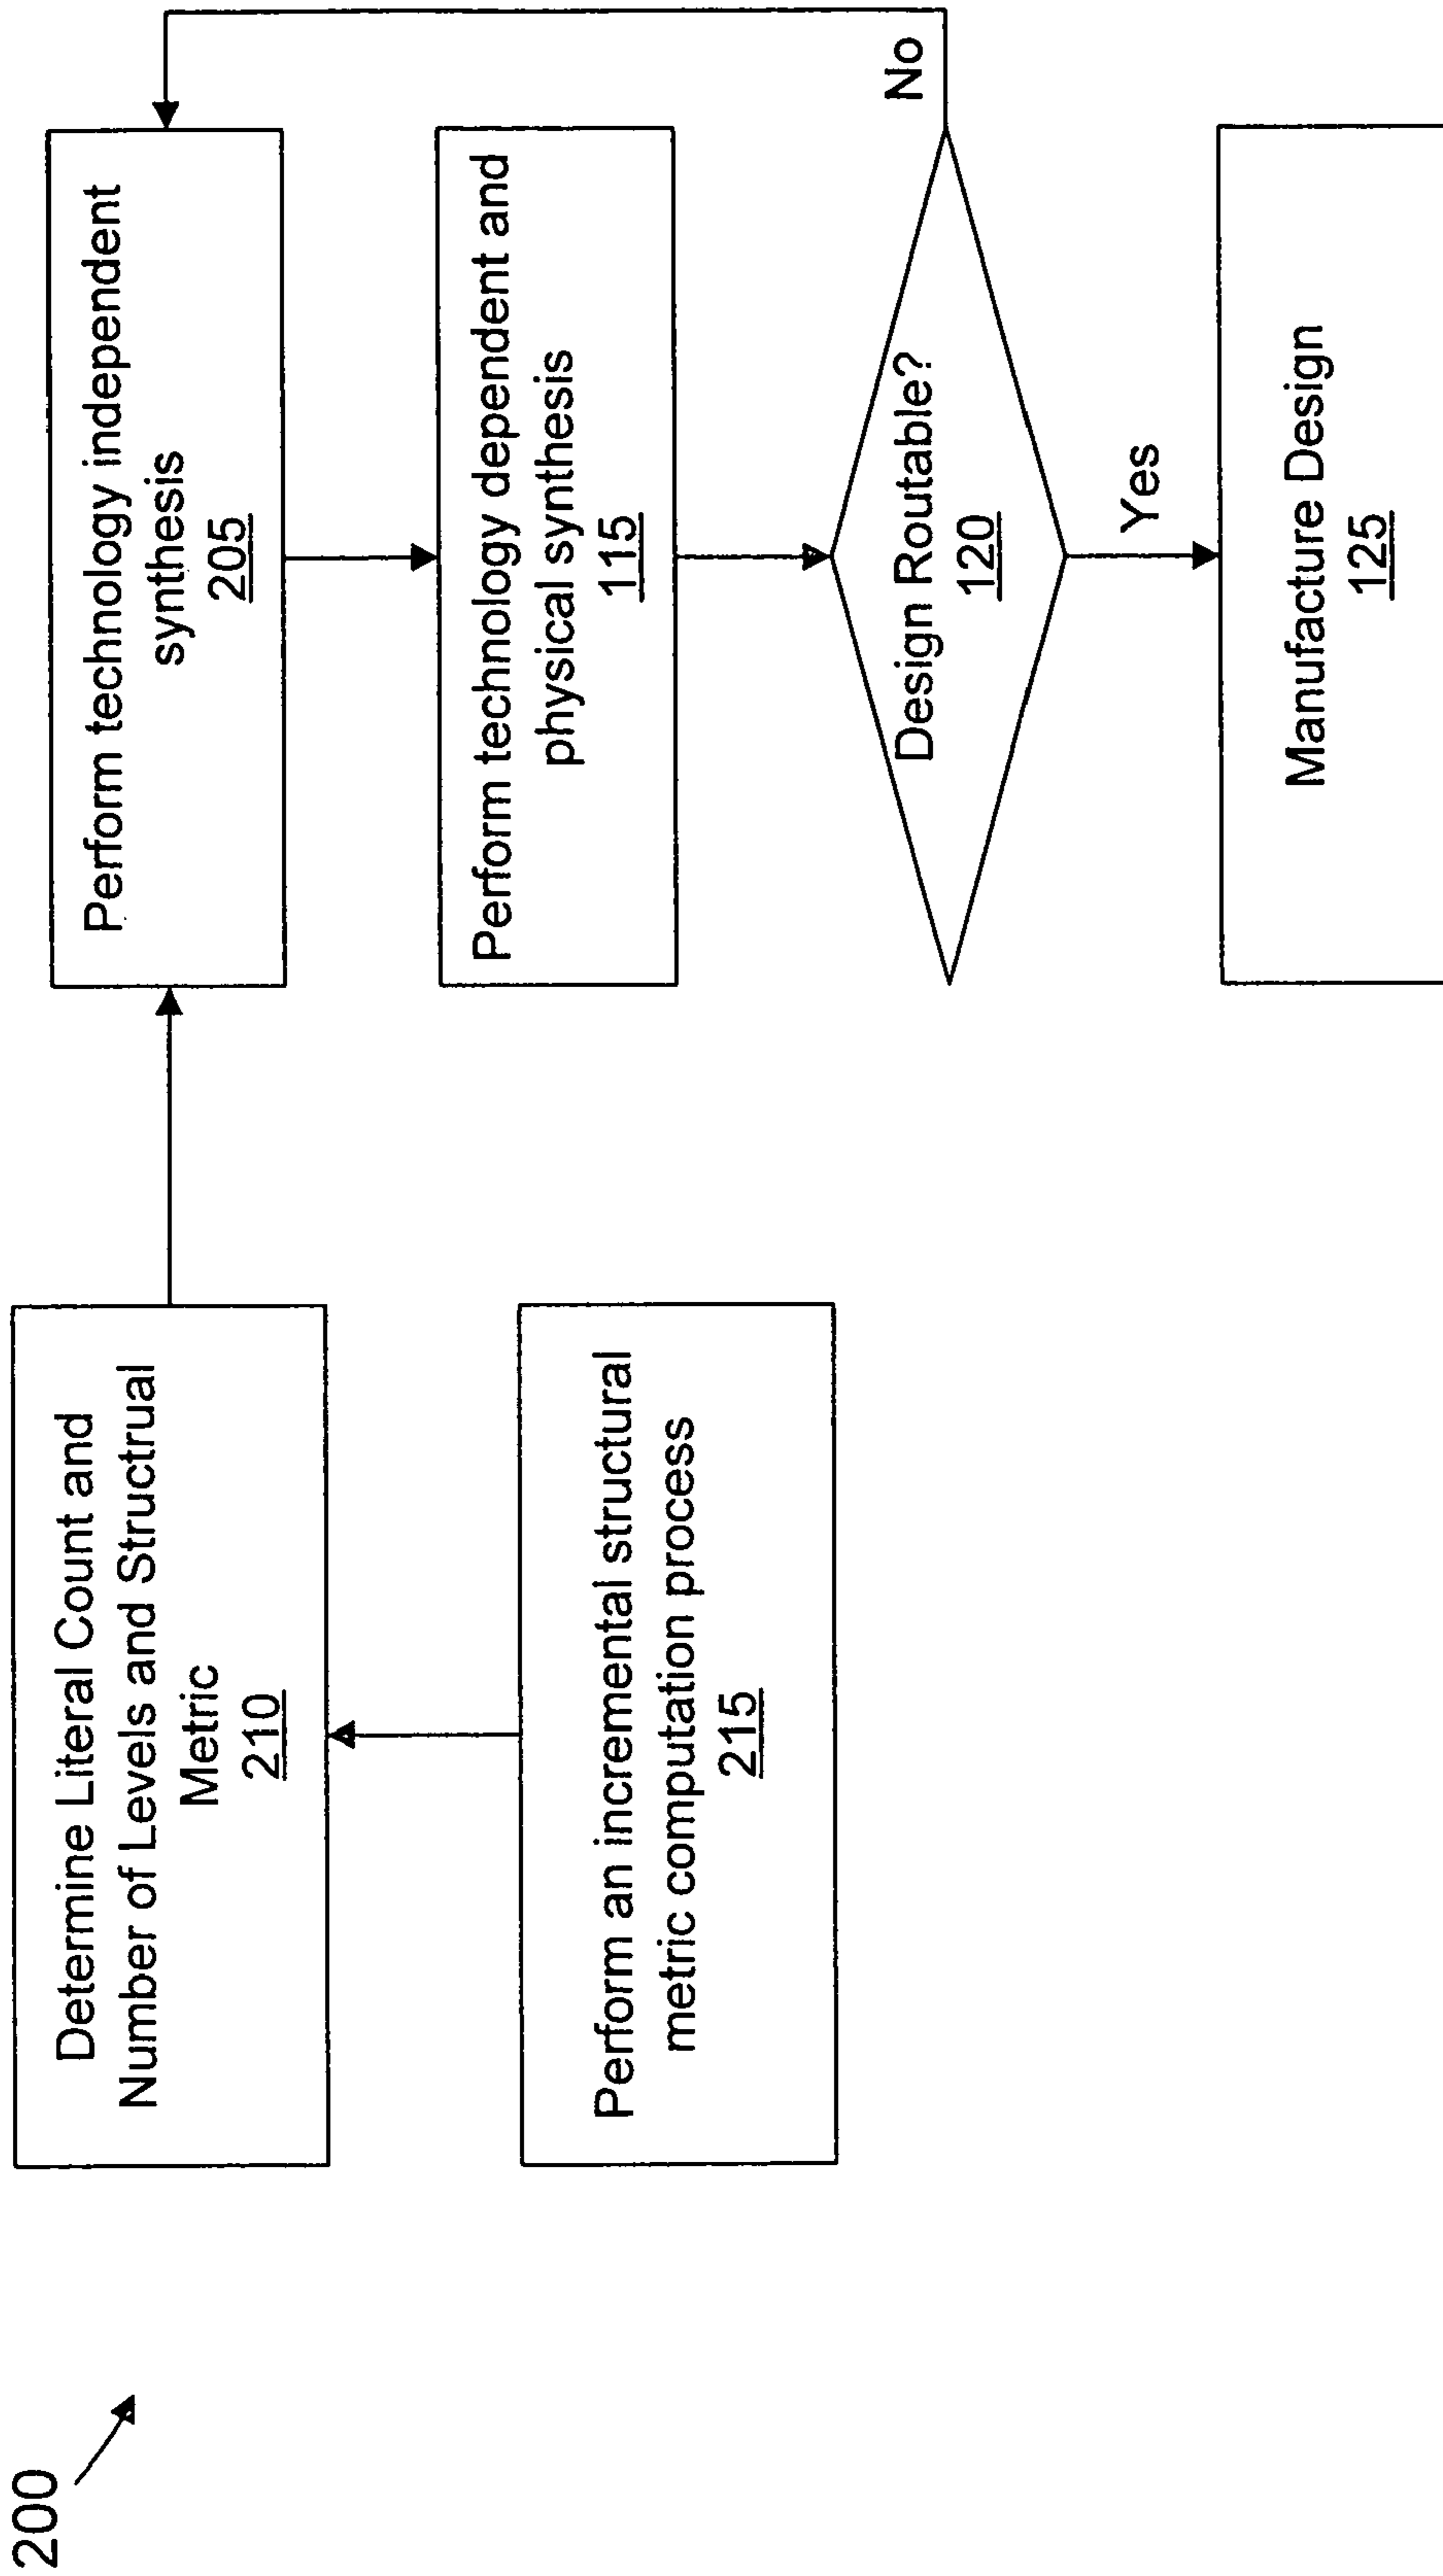 200
Determine Literal Count and
Number of Levels and Structrual
Metric
210
Perform an incremental structural
metric computation process
215
Perform technology independent
synthesis
205
Perform technology dependent and
physical synthesis
115
Design Routable?
120
No
Yes
Manufacture Design
125